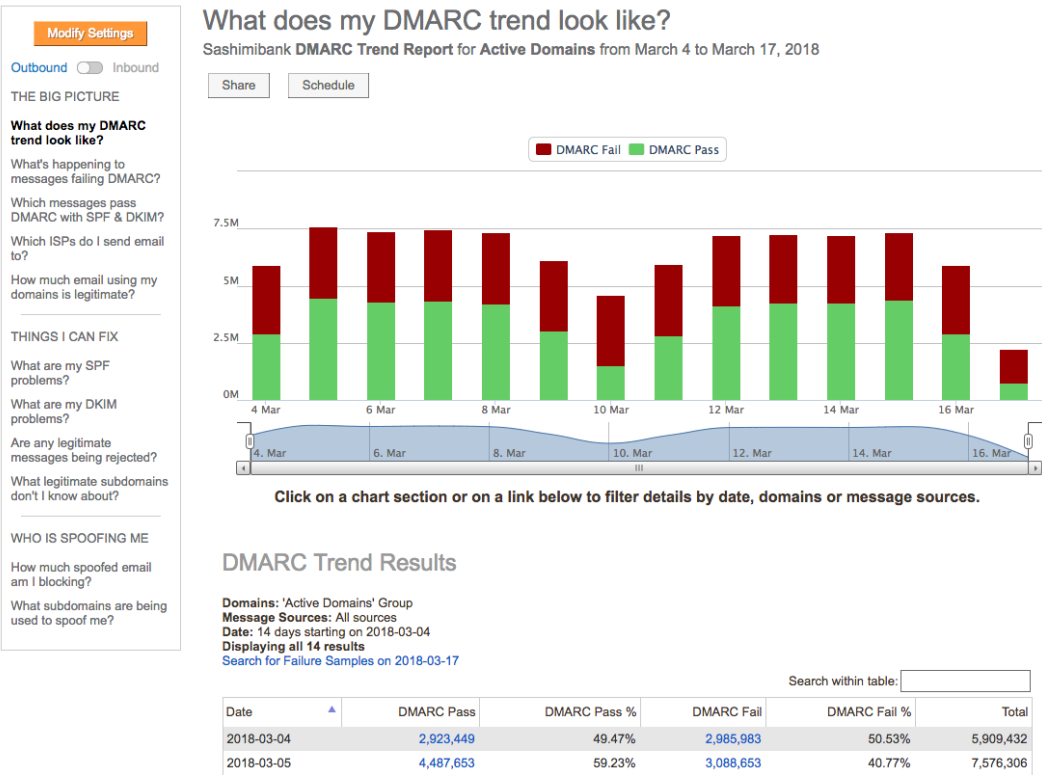 Modify Settings
Outbound Inbound
THE BIG PICTURE
What does my DMARC
trend look like?
What's happening to
messages failing DMARC?
Which messages pass
DMARC with SPF & DKIM?
Which ISPs do I send email
to?
How much email using my
domains is legitimate?
THINGS I CAN FIX
What are my SPF
problems?
What are my DKIM
problems?
Are any legitimate
messages being rejected?
What legitimate subdomains
don't I know about?
WHO IS SPOOFING ME
How much spoofed email
am I blocking?
What subdomains are being
used to spoof me?
What does my DMARC trend look like?
Sashimibank DMARC Trend Report for Active Domains from March 4 to March 17, 2018
Share Schedule
DMARC Fail DMARC Pass
7.5M
5M
2.5M
0M
4 Mar 6 Mar 8 Mar 10 Mar 12 Mar 14 Mar 16 Mar
4. Mar 6. Mar 8. Mar 10. Mar 12. Mar 14. Mar 16. Mar
Click on a chart section or on a link below to filter details by date, domains or message sources.
DMARC Trend Results
Domains: 'Active Domains' Group
Message Sources: All sources
Date: 14 days starting on 2018-03-04
Displaying all 14 results
Search for Failure Samples on 2018-03-17
Search within table:
Date DMARC Pass DMARC Pass % DMARC Fail DMARC Fail % Total
2018-03-04 2,923,449 49.47% 2,985,983 50.53% 5,909,432
2018-03-05 4,487,653 59.23% 3,088,653 40.77% 7,576,306